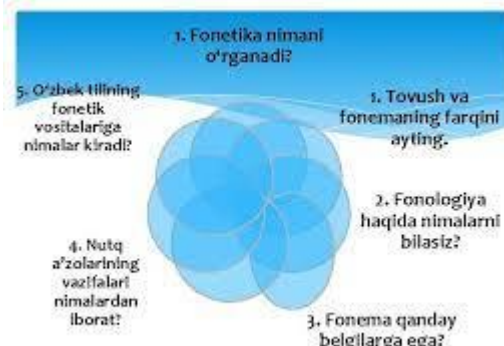 1. Fonetika nimani
o‘rganadi?
5. O‘zbek tilining
fonetik
vositalariga
nimalar kiradi?
1. Tovush va
fonemaning farqini
ayting.
2. Fonologiya
haqida nimalarni
bilasiz?
4. Nutq
a’zolarining
vazifalari
nimalardan
iborat?
3. Fonema qanday
belgilarga ega?